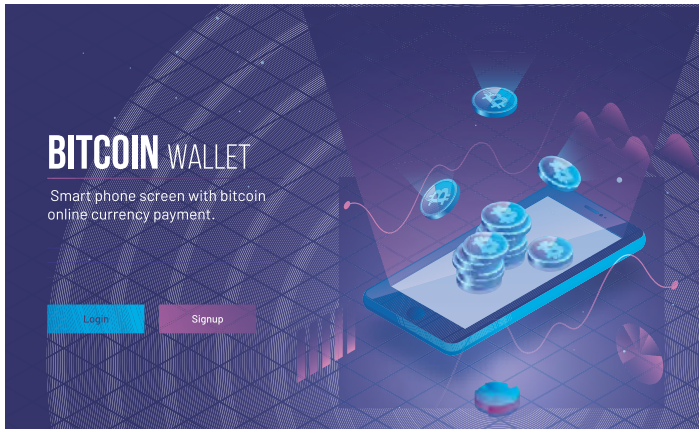 BITCOIN WALLET
Smart phone screen with bitcoin
online currency payment.
Login
Signup